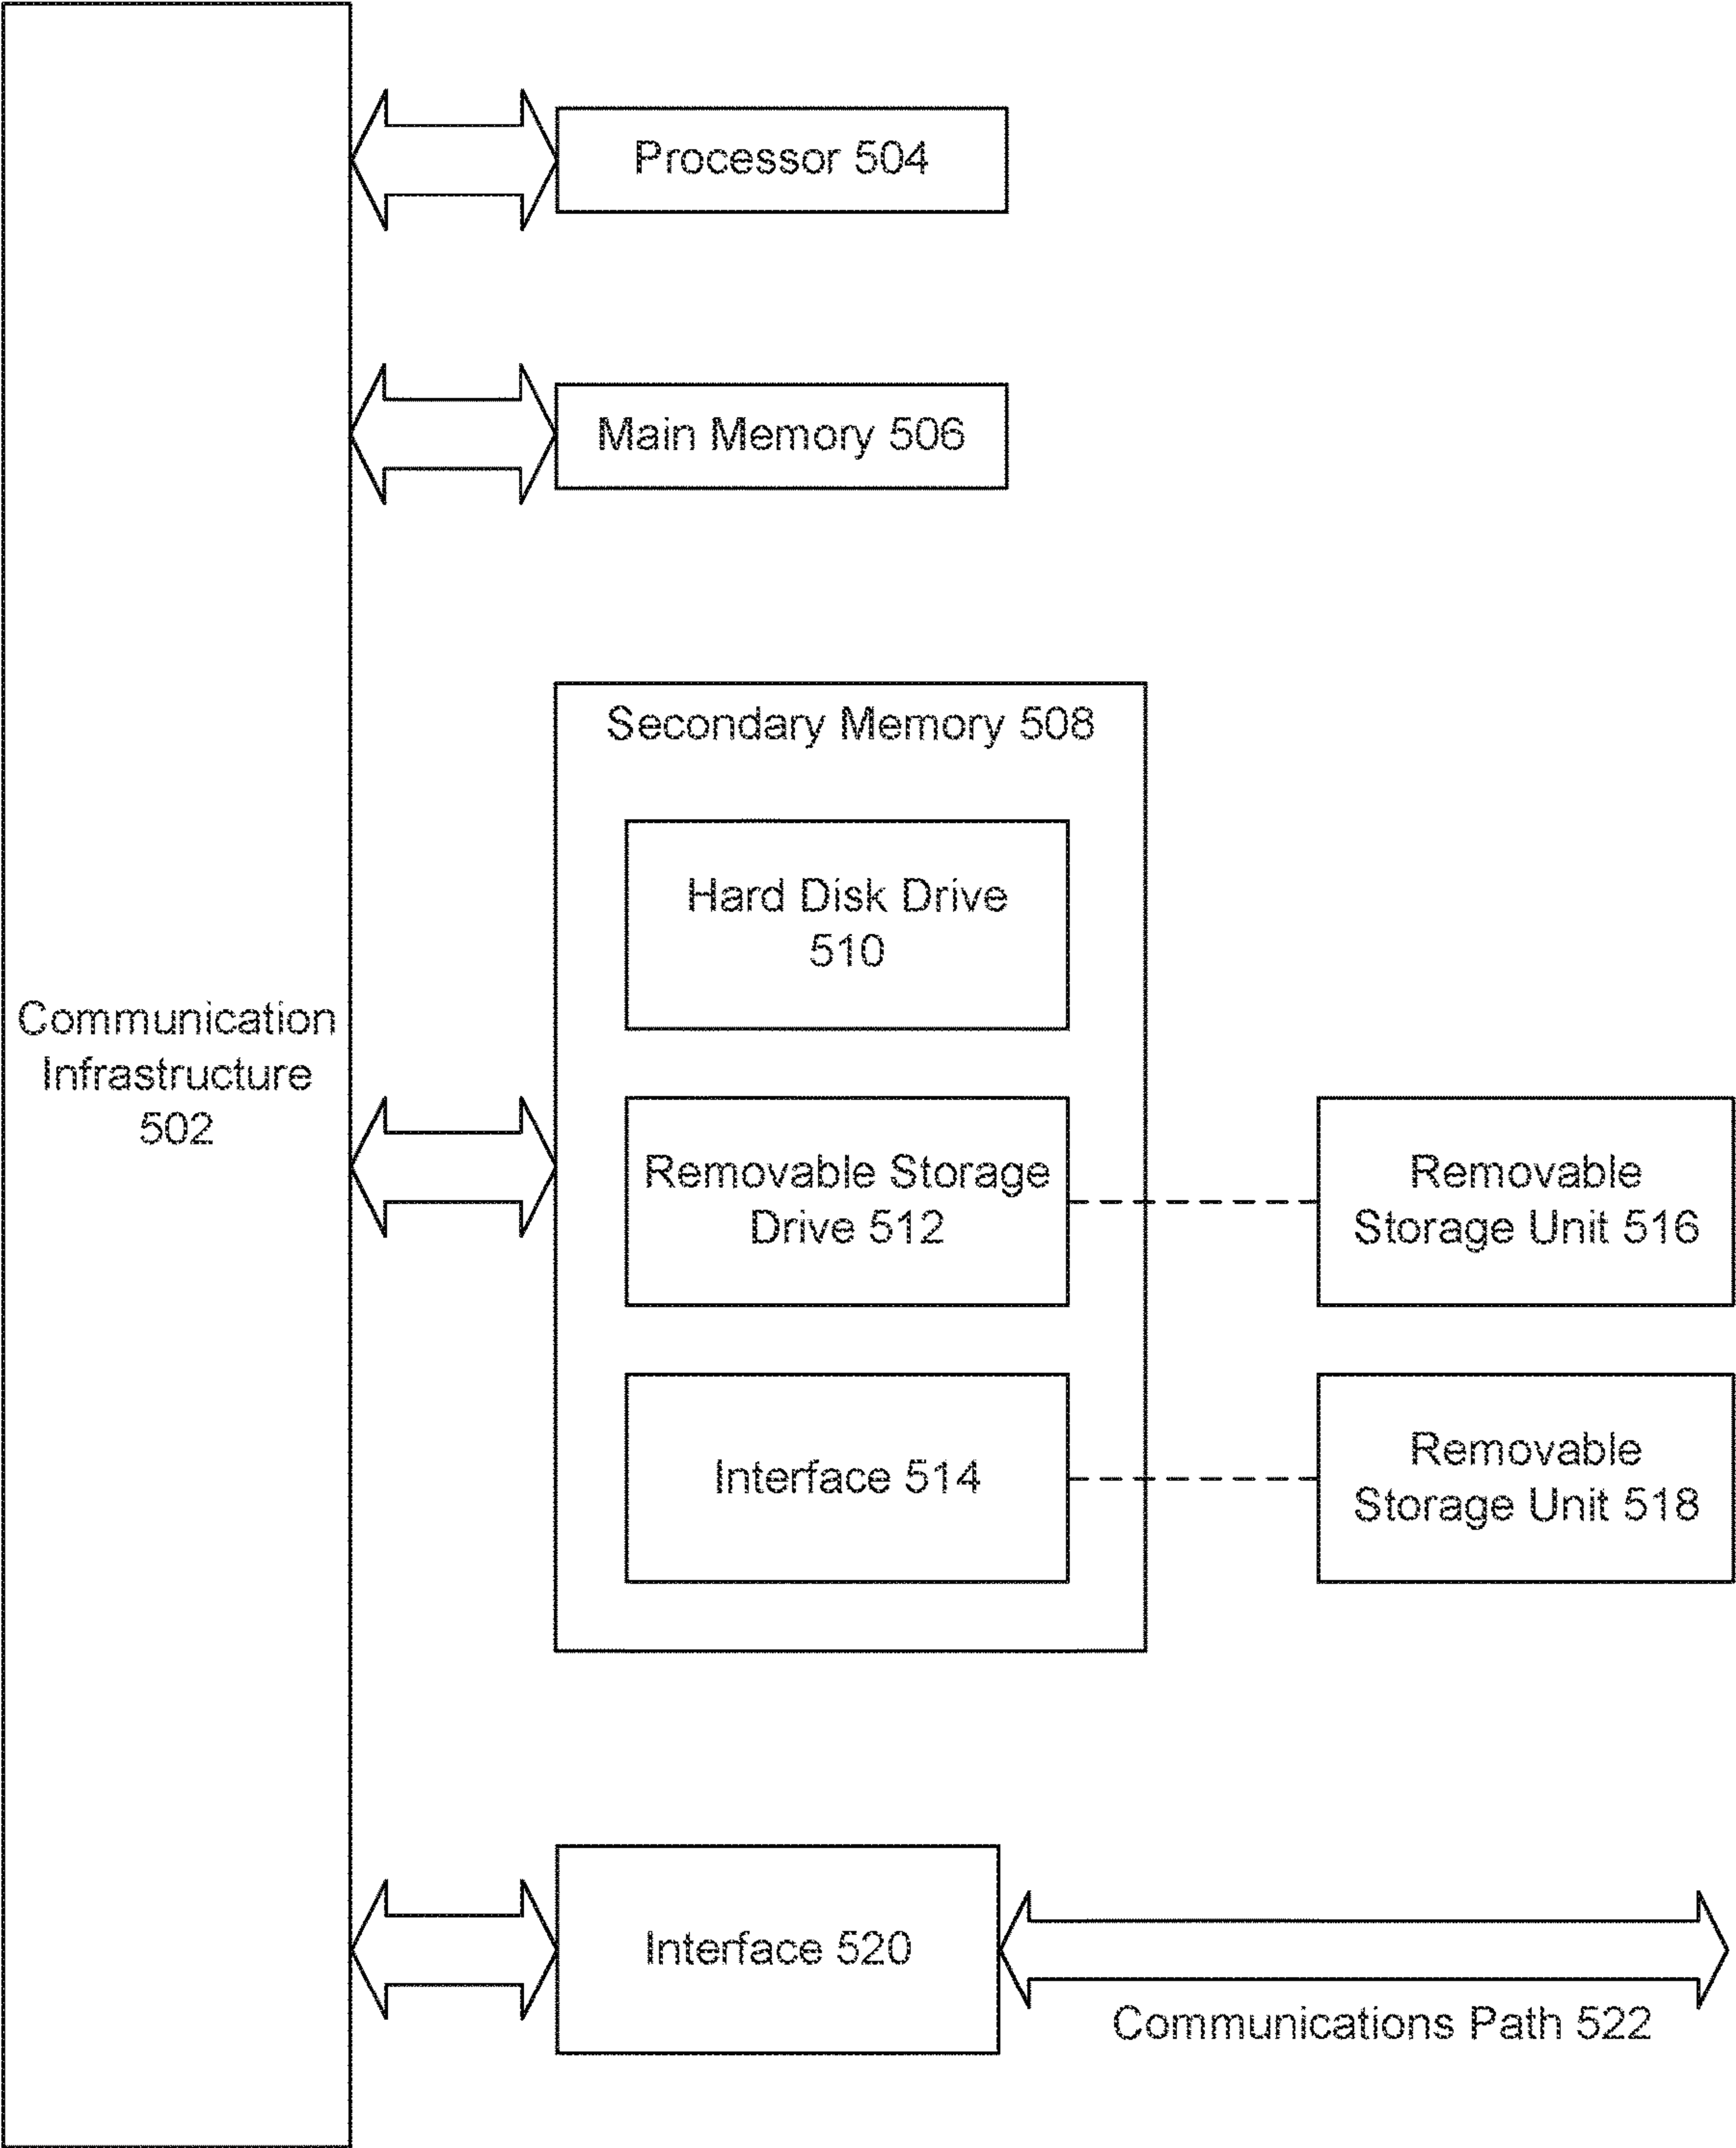 Processor 504
Main Memory 506
Secondary Memory 508
Hard Disk Drive
510
Communication
Infrastructure
502
Removable Storage
Drive 512
Removable
Storage Unit 516
Interface 514
Removable
Storage Unit 518
Interface 520
Communications Path 522